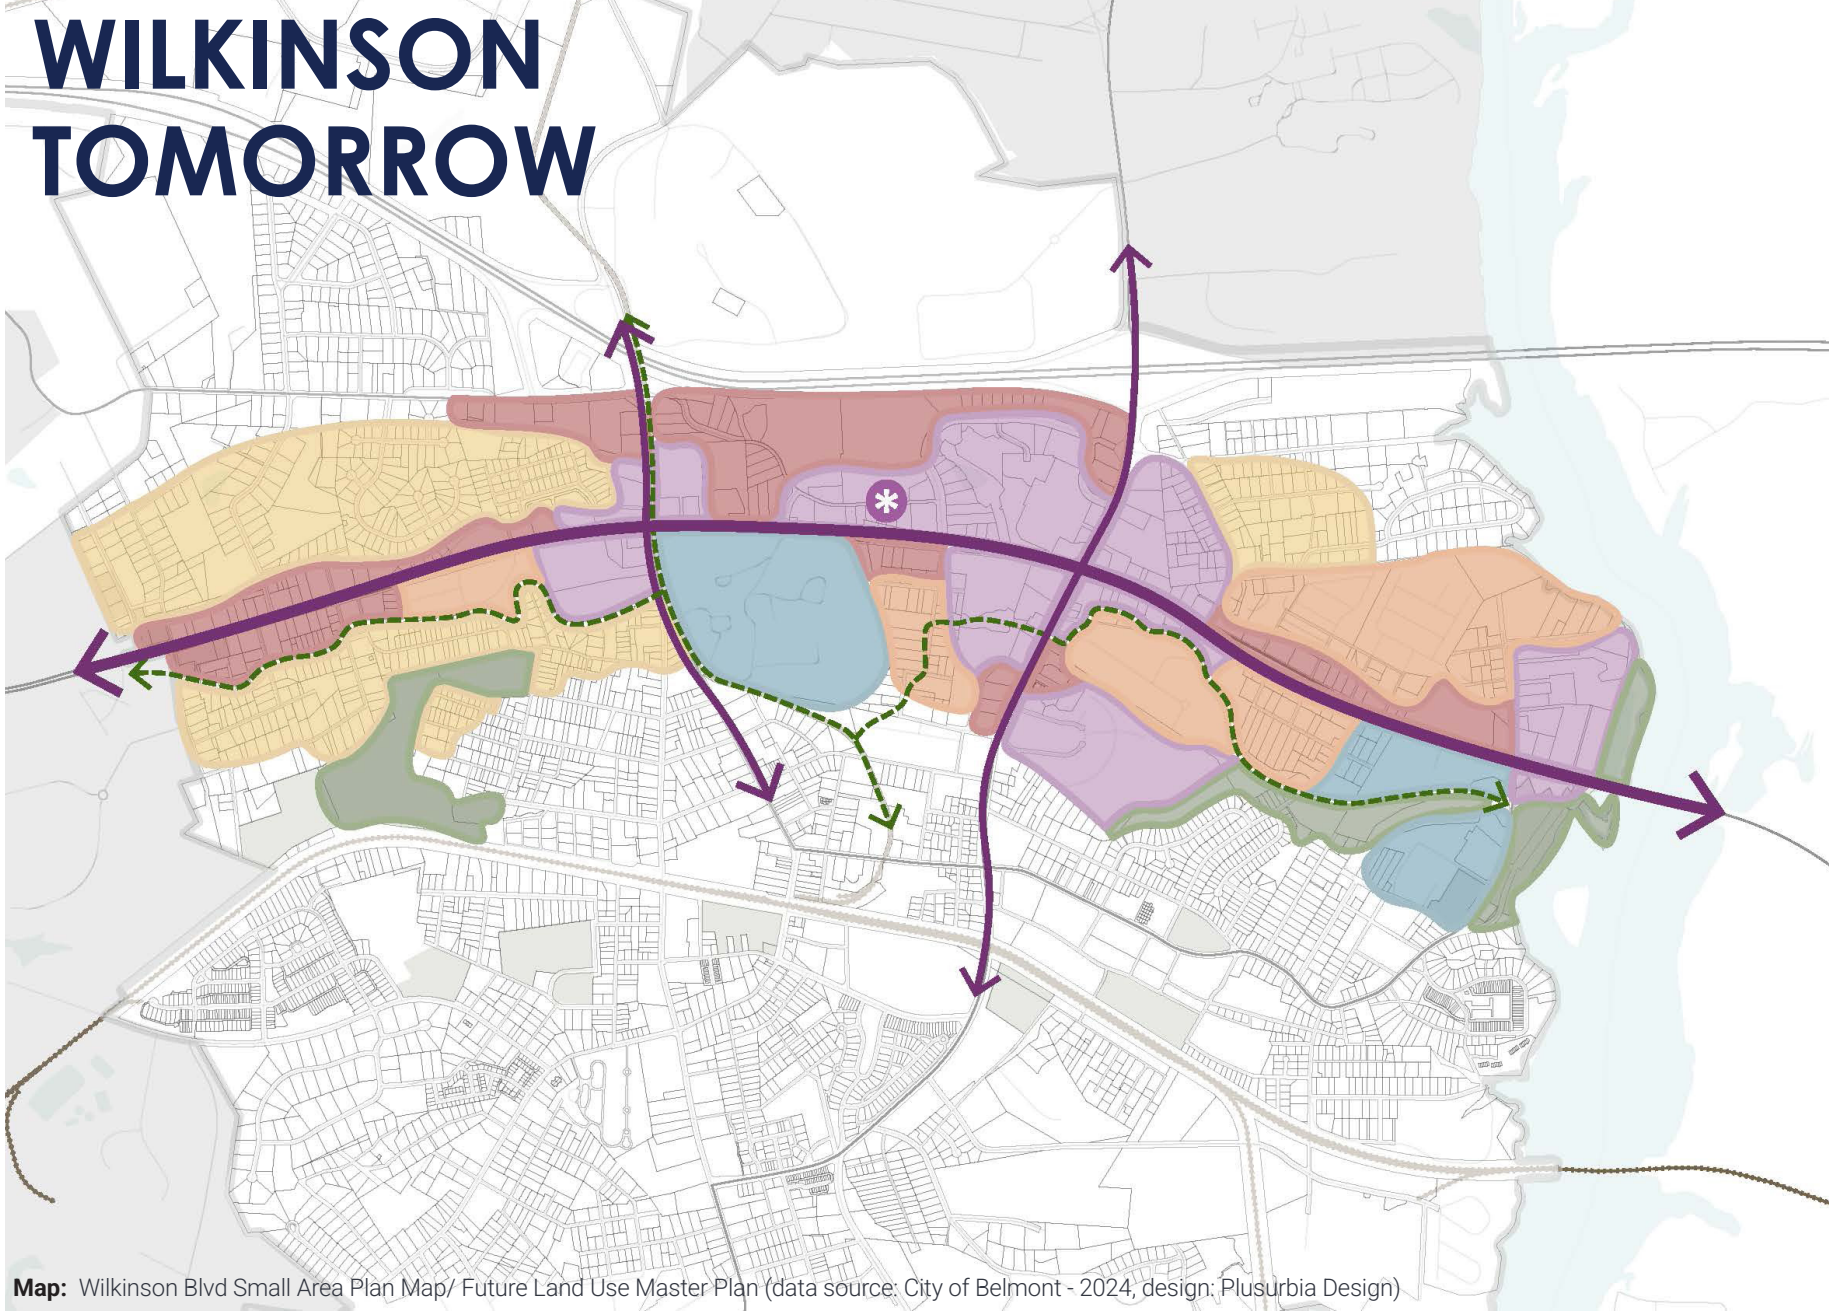 WILKINSON
TOMORROW
Map: Wilkinson Blvd Small Area Plan Map/ Future Land Use Master Plan (data source: City of Belmont - 2024, design: Plusurbia Design)